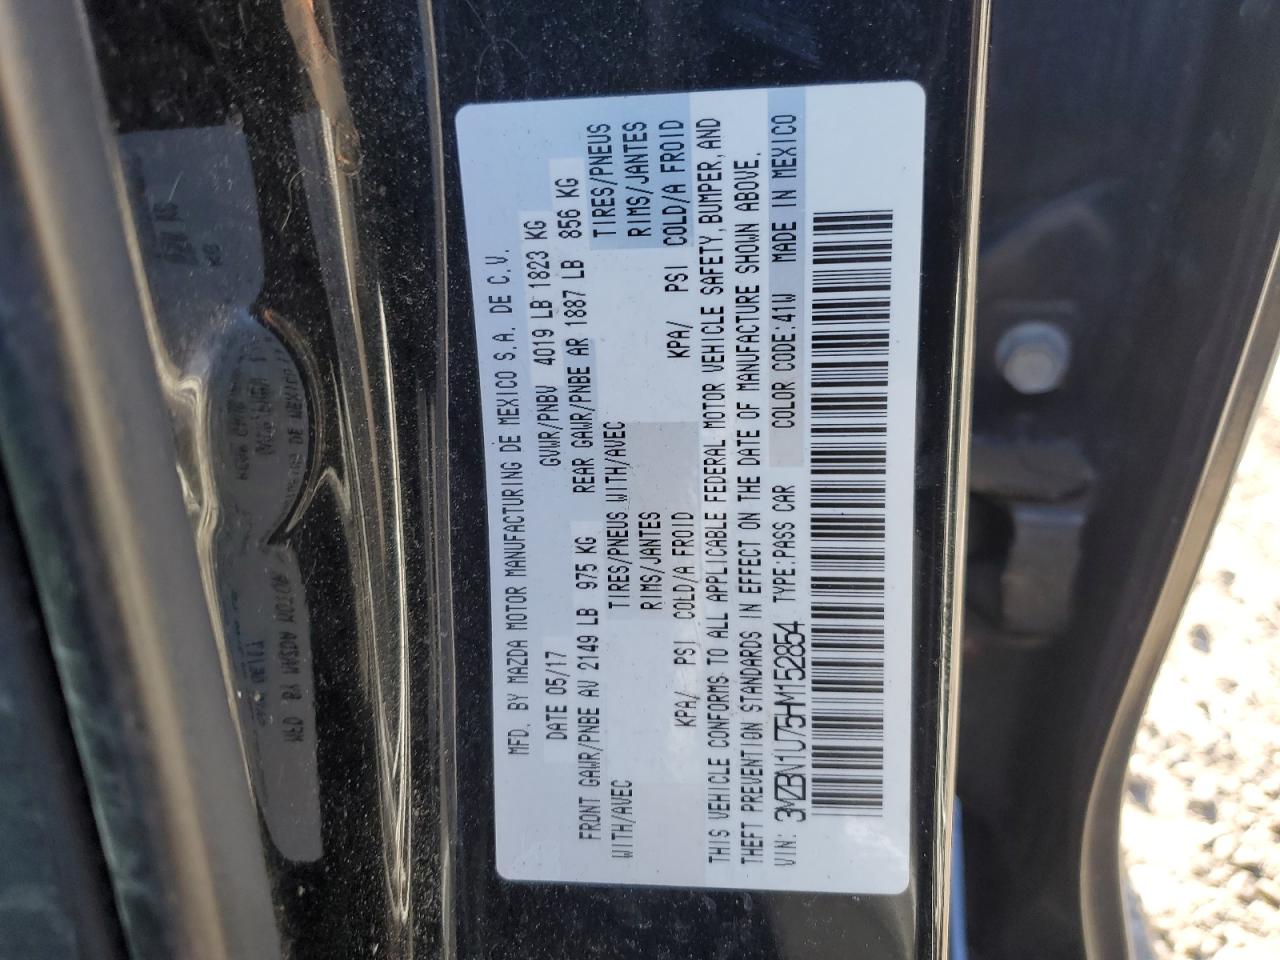 MFD. BY MAZDA MOTOR MANUFACTURING DE MEXICO S.A. DE C.V.
DATE 05/17 GVWR/PNBV 4019 LB 1823 KG
FRONT GAWR/PNBE AV 2149 LB 975 KG REAR GAWR/PNBE AR 1887 LB 856 KG
WITH/AVEC TIRES/PNEUS WITH/AVEC TIRES/PNEUS
RIMS/JANTES RIMS/JANTES
KPA/ PSI COLD/A FROID KPA/ PSI COLD/A FROID
THIS VEHICLE CONFORMS TO ALL APPLICABLE FEDERAL MOTOR VEHICLE SAFETY, BUMPER, AND
THEFT PREVENTION STANDARDS IN EFFECT ON THE DATE OF MANUFACTURE SHOWN ABOVE.
VIN: 3MZBN1U75HM152854 TYPE:PASS CAR COLOR CODE:41W MADE IN MEXICO